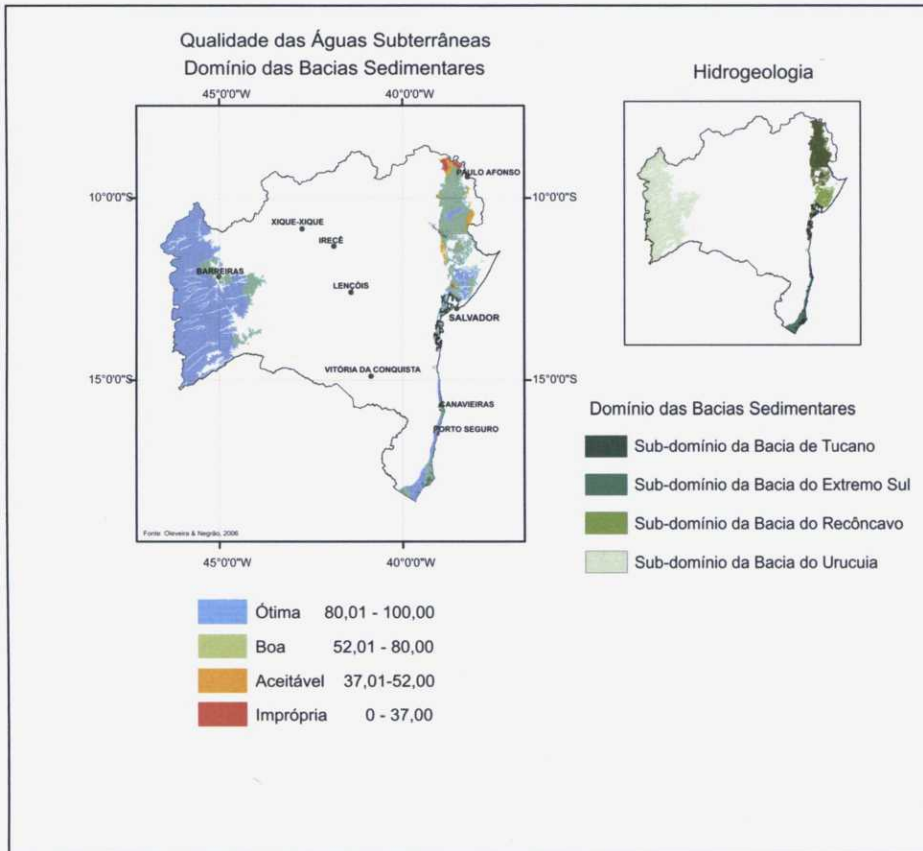 Qualidade das Águas Subterrâneas
Domínio das Bacias Sedimentares
45°0'0"W 40°0'0"W
10°0'0"S
15°0'0"S
PAULO AFONSO
XIQUE-XIQUE
IRECÊ
BARREIRAS
LENÇÓIS
SALVADOR
VITÓRIA DA CONQUISTA
CANAVIEIRAS
PORTO SEGURO
Fonte: Oleveira & Negrão, 2006
10°0'0"S
15°0'0"S
45°0'0"W 40°0'0"W
Ótima 80,01 - 100,00
Boa 52,01 - 80,00
Aceitável 37,01-52,00
Imprópria 0 - 37,00
Hidrogeologia
Domínio das Bacias Sedimentares
Sub-domínio da Bacia de Tucano
Sub-domínio da Bacia do Extremo Sul
Sub-domínio da Bacia do Recôncavo
Sub-domínio da Bacia do Urucuia